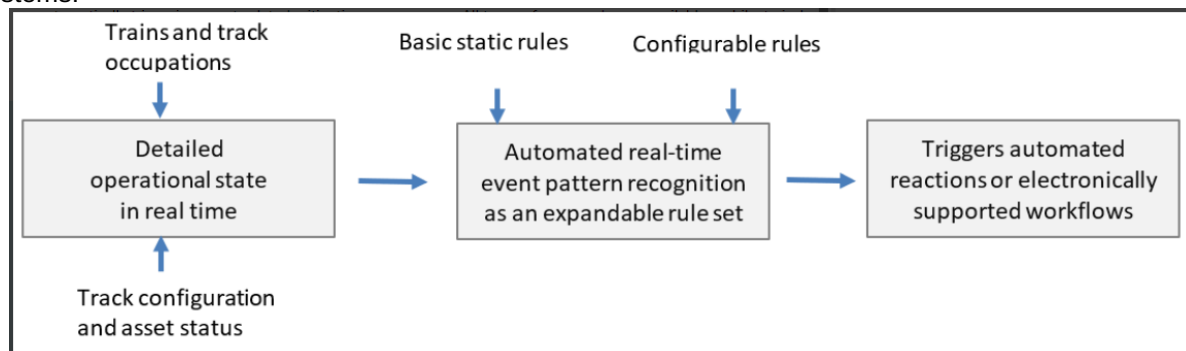 Trains and track
occupations
Basic static rules
Configurable rules
Detailed
operational state
in real time
Automated real-time
event pattern recognition
as an expandable rule set
Triggers automated
reactions or electronically
supported workflows
Track configuration
and asset status